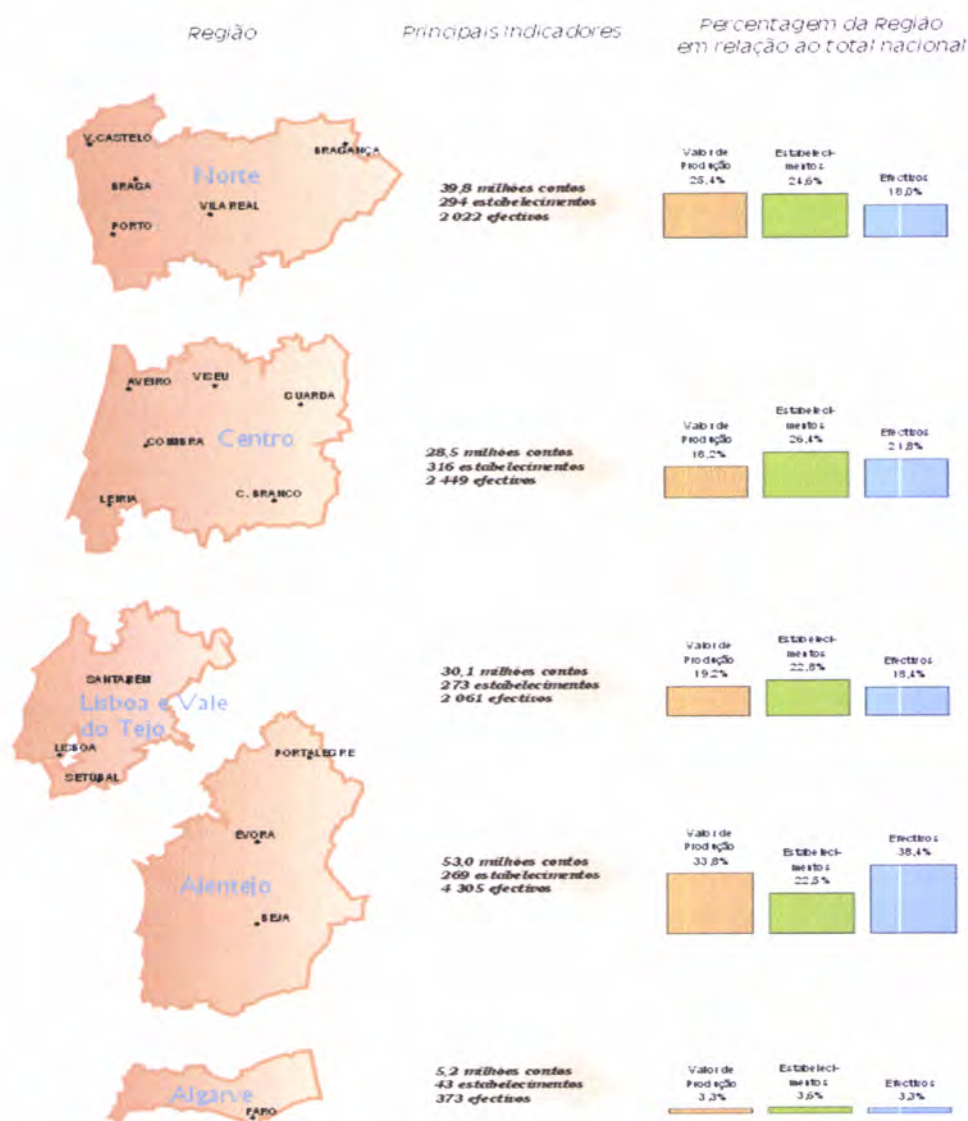 Região
Principais Indicadores
Percentagem da Região
em relação ao total nacional
V.CASTELO
BRAGANÇA
BRAGA
Norte
VILA REAL
PORTO
39,8 milhões contos
294 estabelecimentos
2 022 efectivos
Valor de
Produção
25,4%
Estabeleci-
mentos
24,6%
Efectivos
18,0%
AVEIRO
VISEU
GUARDA
COIMBRA
Centro
LEIRIA
C. BRANCO
28,5 milhões contos
316 estabelecimentos
2 449 efectivos
Valor de
Produção
18,2%
Estabeleci-
mentos
26,4%
Efectivos
21,8%
SANTARÉM
Lisboa e Vale
do Tejo
LISBOA
SETÚBAL
30,1 milhões contos
273 estabelecimentos
2 061 efectivos
Valor de
Produção
19,2%
Estabeleci-
mentos
22,8%
Efectivos
18,4%
PORTALEGRE
ÉVORA
Alentejo
BEJA
53,0 milhões contos
269 estabelecimentos
4 305 efectivos
Valor de
Produção
33,8%
Estabeleci-
mentos
22,5%
Efectivos
38,4%
Algarve
FARO
5,2 milhões contos
43 estabelecimentos
373 efectivos
Valor de
Produção
3,3%
Estabeleci-
mentos
3,6%
Efectivos
3,3%